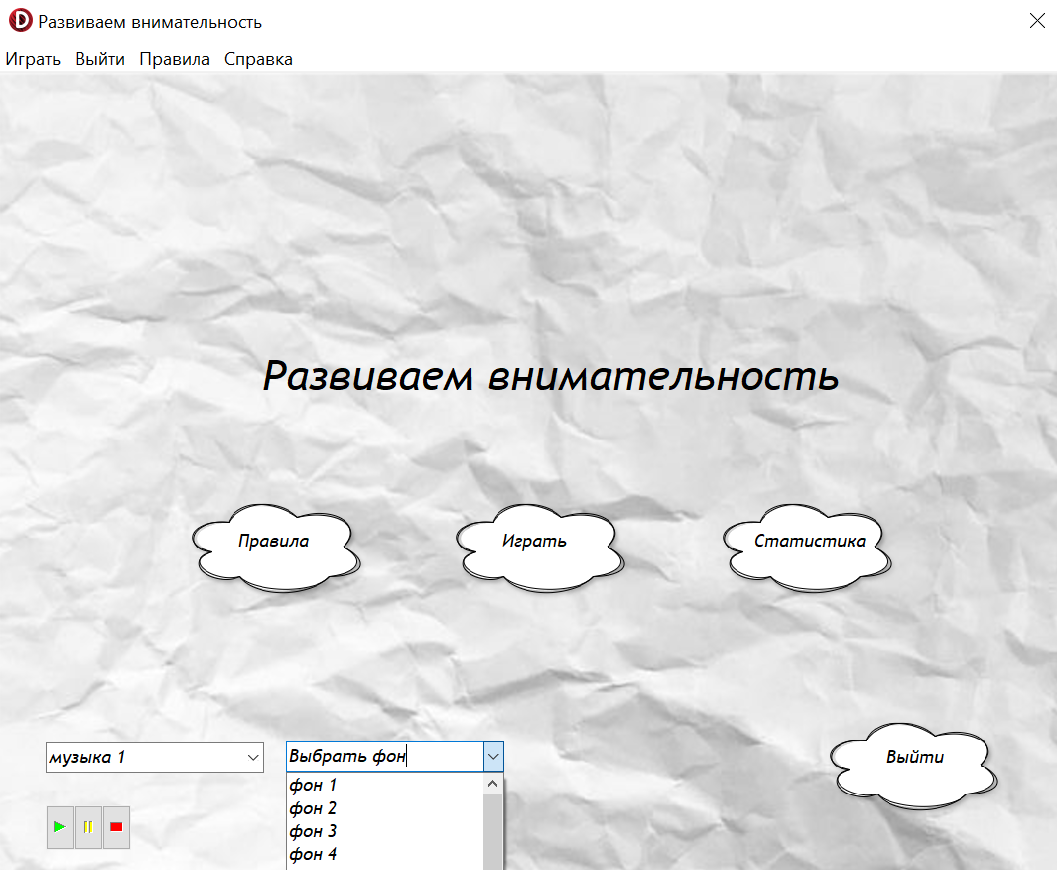 Развиваем внимательность
Играть Выйти Правила Справка
Развиваем внимательность
Правила Играть Статистика
музыка 1 Выбрать фон Выйти
фон 1
фон 2
фон 3
фон 4